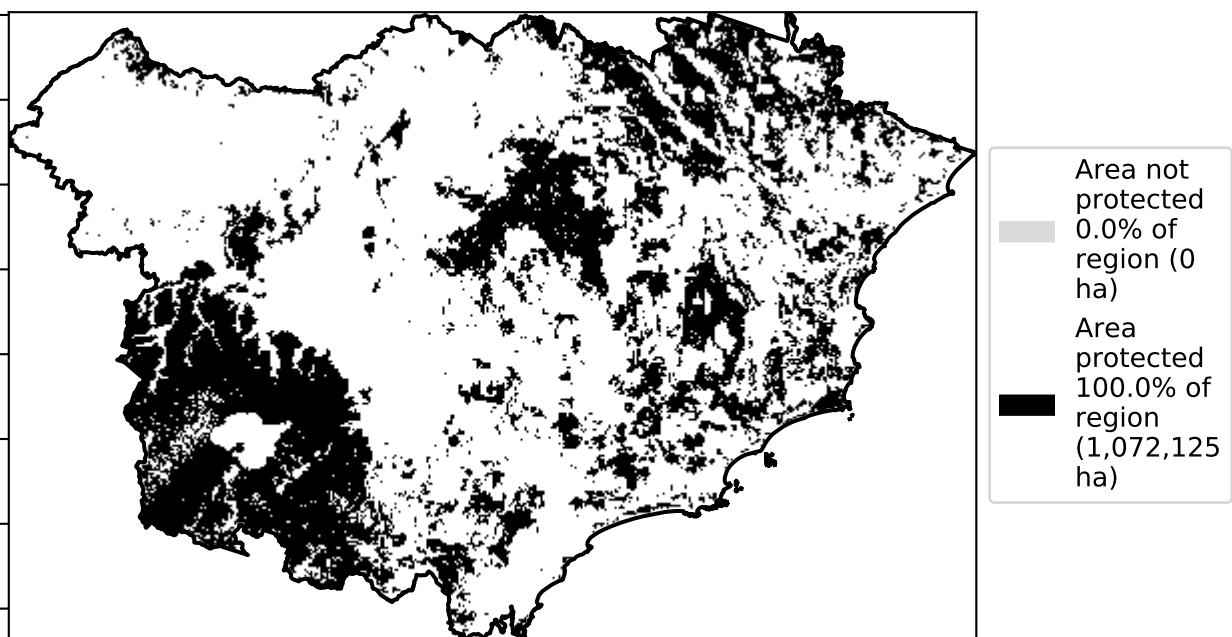 Area not
protected
0.0% of
region (0
ha)
Area
protected
100.0% of
region
(1,072,125
ha)